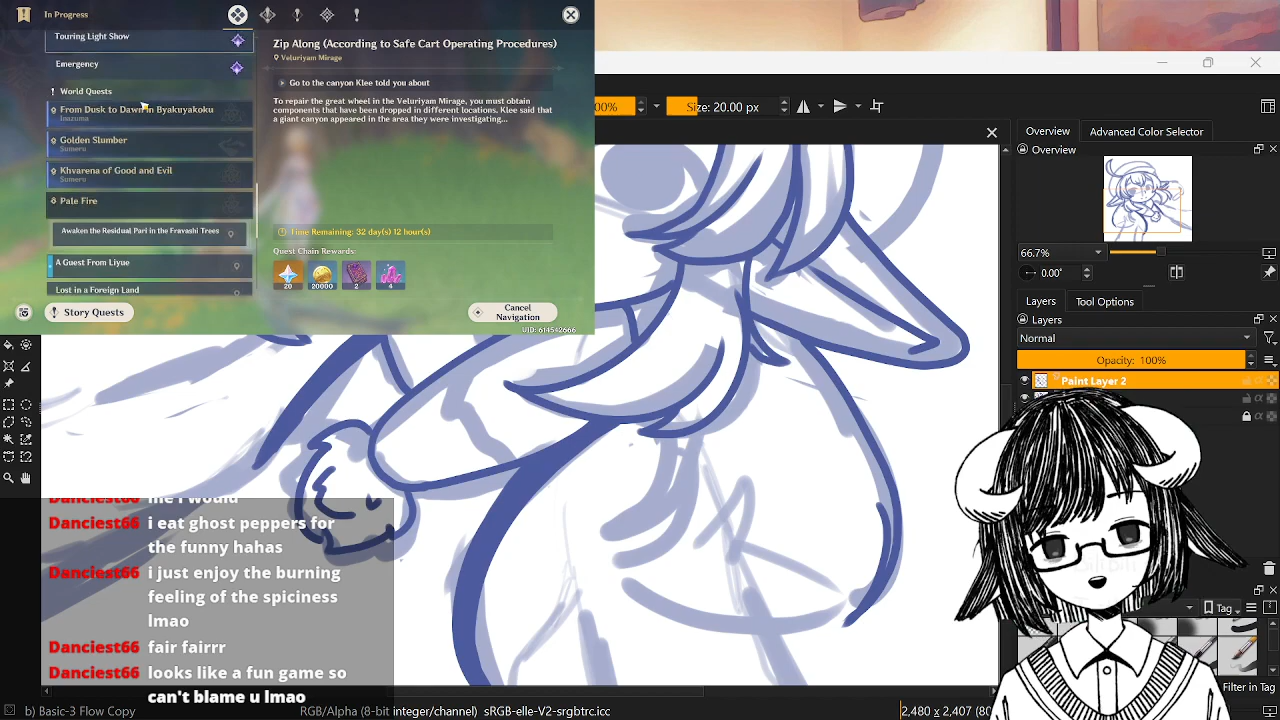 In Progress
Touring Light Show
Emergency
World Quests
From Dusk to Dawn in Byakuyakoku
Inazuma
Golden Slumber
Sumeru
Khvarena of Good and Evil
Sumeru
Pale Fire
Awaken the Residual Pari in the Fravashi Trees
A Guest From Liyue
Lost in a Foreign Land
Story Quests
Zip Along (According to Safe Cart Operating Procedures)
Veluriyam Mirage
Go to the canyon Klee told you about
To repair the great wheel in the Veluriyam Mirage, you must obtain
components that have been dropped in different locations. Klee said that
a giant canyon appeared in the area they were investigating...
Time Remaining: 32 day(s) 12 hour(s)
Quest Chain Rewards:
20 20000 2 4
Cancel
Navigation
UID: 614542666
00% Size: 20.00 px
Overview Advanced Color Selector
Overview
66.7%
0.00°
Layers Tool Options
Layers
Normal
Opacity: 100%
Paint Layer 2
Tag
Filter in Tag
Danciest66 me i would
Danciest66 i eat ghost peppers for
the funny hahas
Danciest66 i just enjoy the burning
feeling of the spiciness
lmao
Danciest66 fair fairrr
Danciest66 looks like a fun game so
can't blame u lmao
b) Basic-3 Flow Copy
RGB/Alpha (8-bit integer/channel) sRGB-elle-V2-srgbtrc.icc
2,480 x 2,407 (80